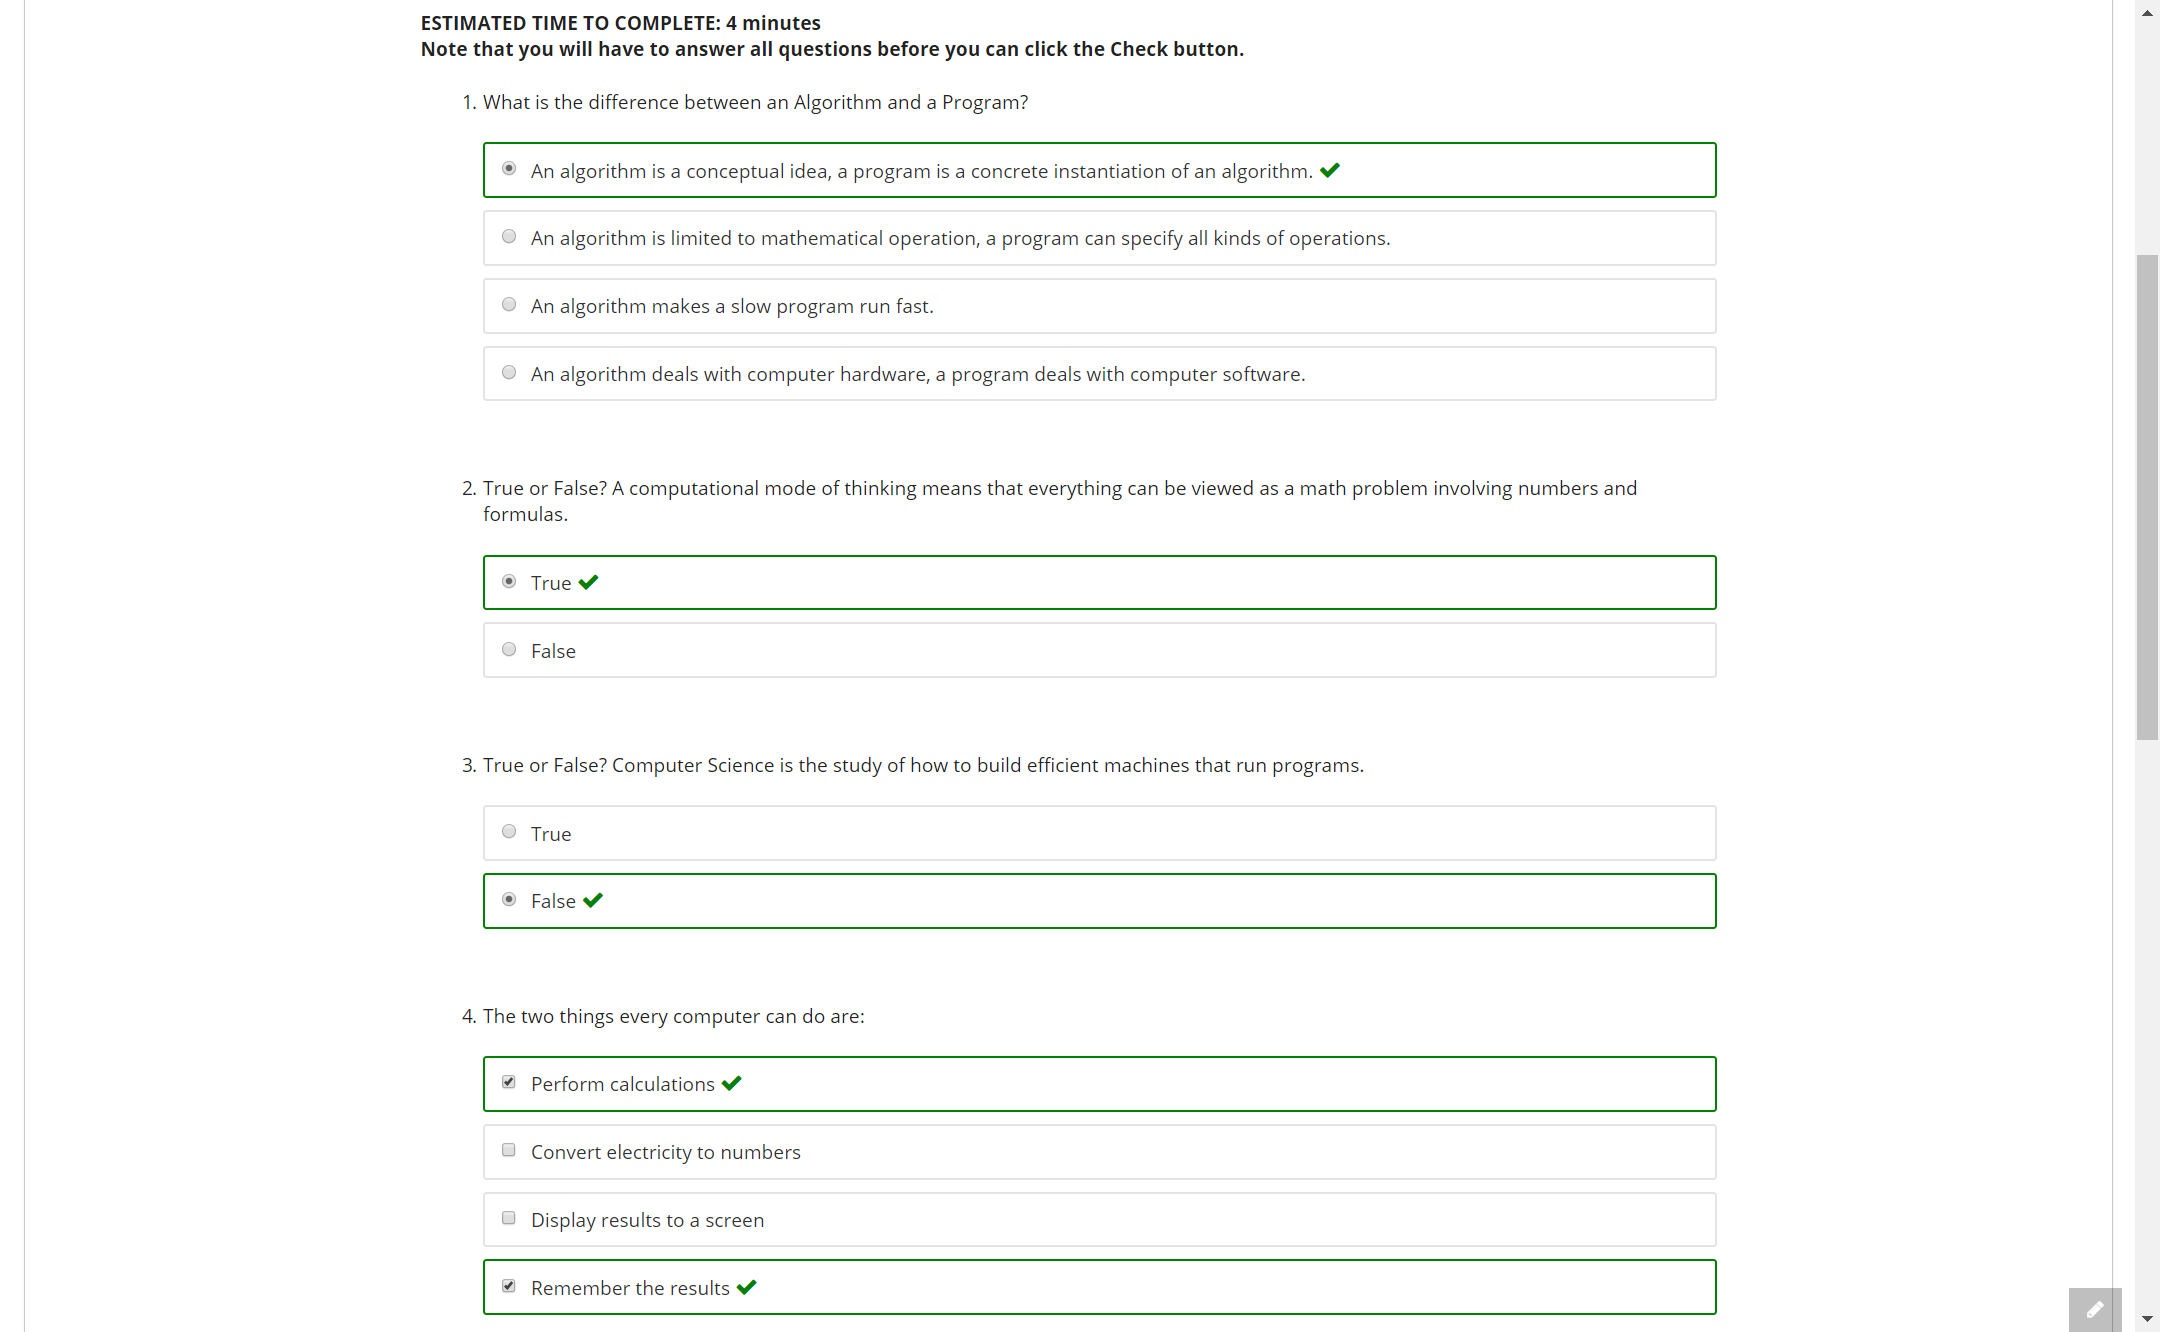 ESTIMATED TIME TO COMPLETE: 4 minutes
Note that you will have to answer all questions before you can click the Check button.
1. What is the difference between an Algorithm and a Program?
An algorithm is a conceptual idea, a program is a concrete instantiation of an algorithm.
An algorithm is limited to mathematical operation, a program can specify all kinds of operations.
An algorithm makes a slow program run fast.
An algorithm deals with computer hardware, a program deals with computer software.
2. True or False? A computational mode of thinking means that everything can be viewed as a math problem involving numbers and
formulas.
True
False
3. True or False? Computer Science is the study of how to build efficient machines that run programs.
True
False
4. The two things every computer can do are:
Perform calculations
Convert electricity to numbers
Display results to a screen
Remember the results